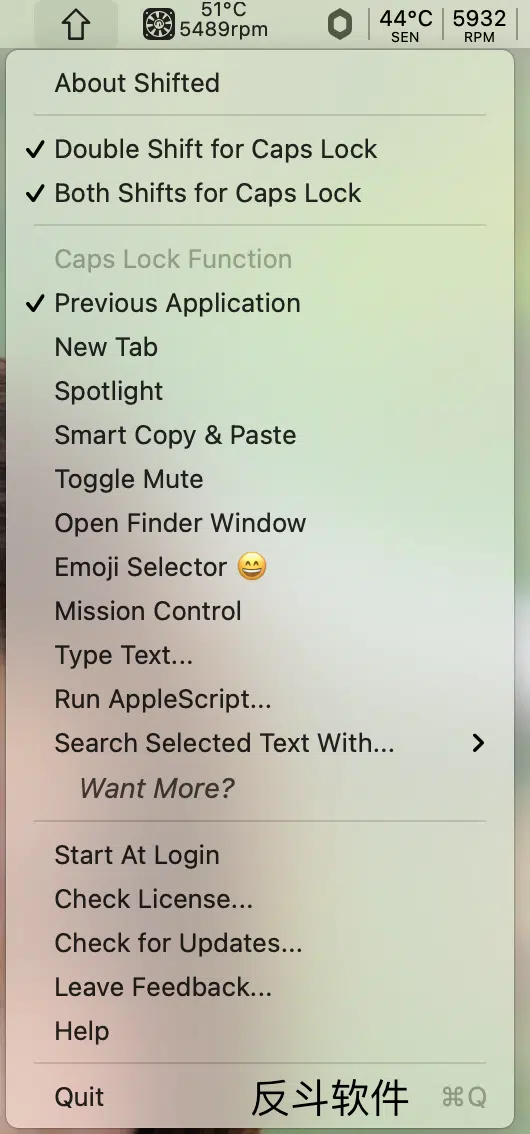 51°C
5489rpm
44°C
SEN
5932
RPM
About Shifted
Double Shift for Caps Lock
Both Shifts for Caps Lock
Caps Lock Function
Previous Application
New Tab
Spotlight
Smart Copy & Paste
Toggle Mute
Open Finder Window
Emoji Selector 😄
Mission Control
Type Text...
Run AppleScript...
Search Selected Text With...
Want More?
Start At Login
Check License...
Check for Updates...
Leave Feedback...
Help
Quit 反斗软件 ⌘Q